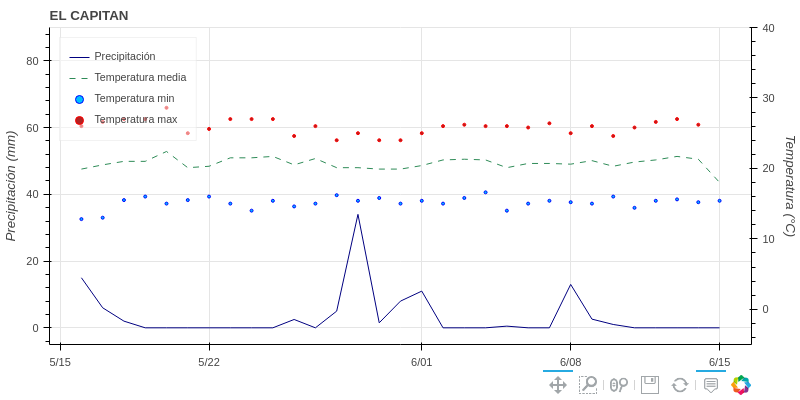 EL CAPITAN
Precipitación
Temperatura media
Temperatura min
Temperatura max
Precipitación (mm)
80
60
40
20
0
Temperatura (°C)
40
30
20
10
0
5/15
5/22
6/01
6/08
6/15